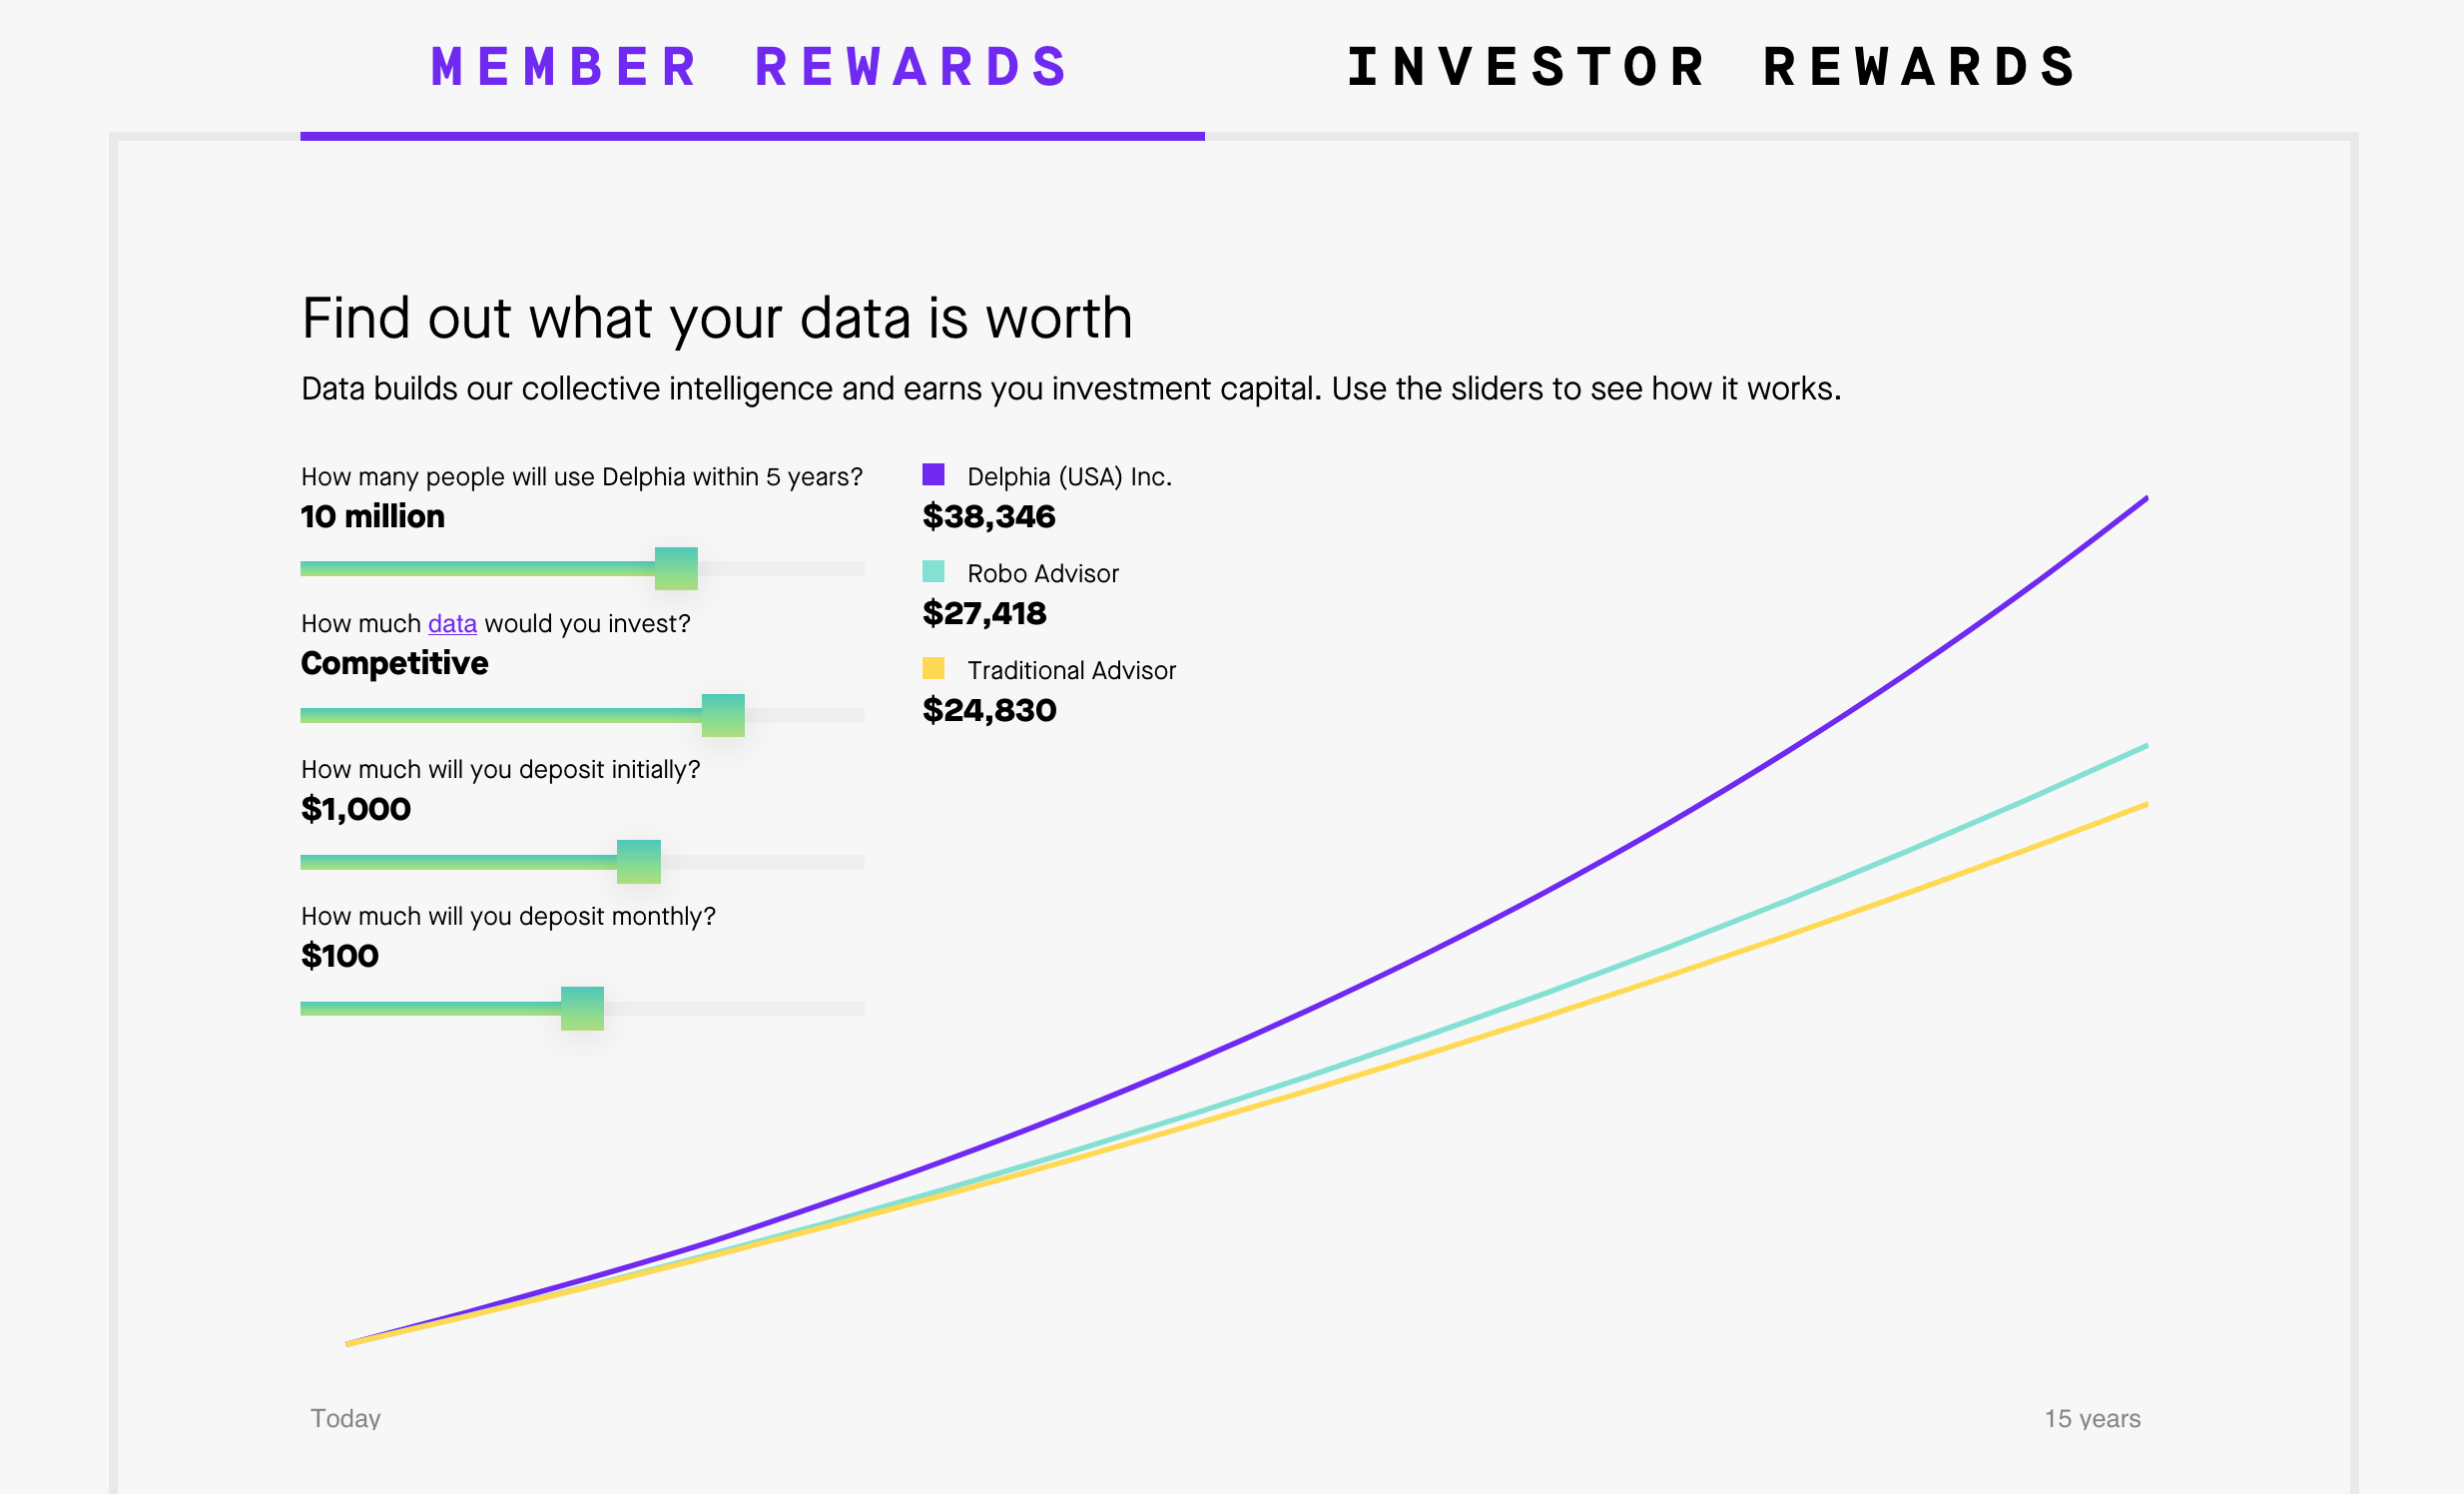 MEMBER REWARDS
INVESTOR REWARDS
Find out what your data is worth
Data builds our collective intelligence and earns you investment capital. Use the sliders to see how it works.
How many people will use Delphia within 5 years?
10 million
How much data would you invest?
Competitive
How much will you deposit initially?
$1,000
How much will you deposit monthly?
$100
Delphia (USA) Inc.
$38,346
Robo Advisor
$27,418
Traditional Advisor
$24,830
Today
15 years